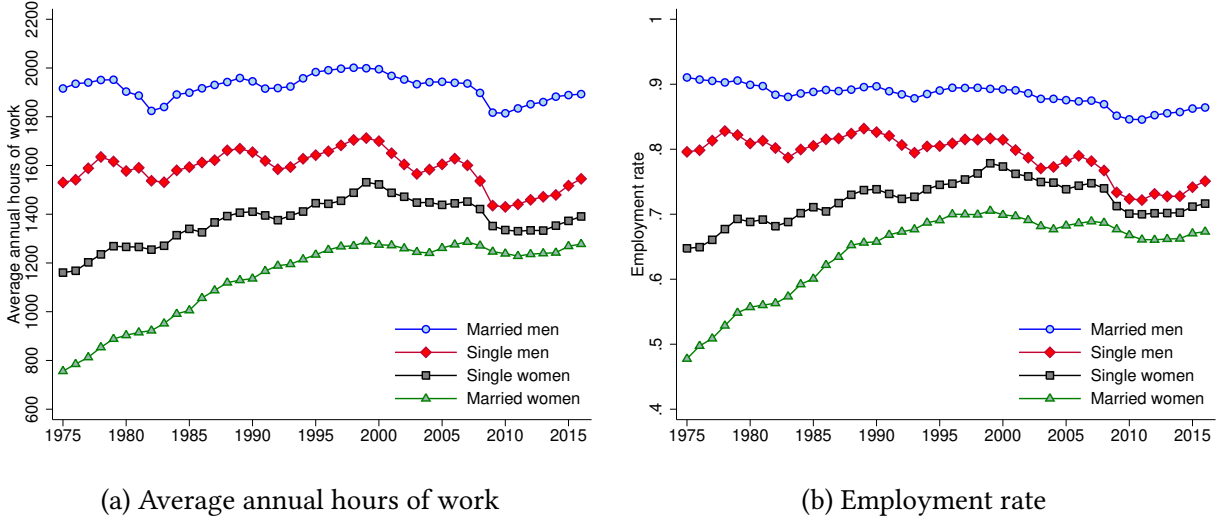 Average annual hours of work
2200
2000
1800
1600
1400
1200
1000
800
600
1975 1980 1985 1990 1995 2000 2005 2010 2015
Married men
Single men
Single women
Married women
(a) Average annual hours of work
Employment rate
1
.9
.8
.7
.6
.5
.4
1975 1980 1985 1990 1995 2000 2005 2010 2015
Married men
Single men
Single women
Married women
(b) Employment rate